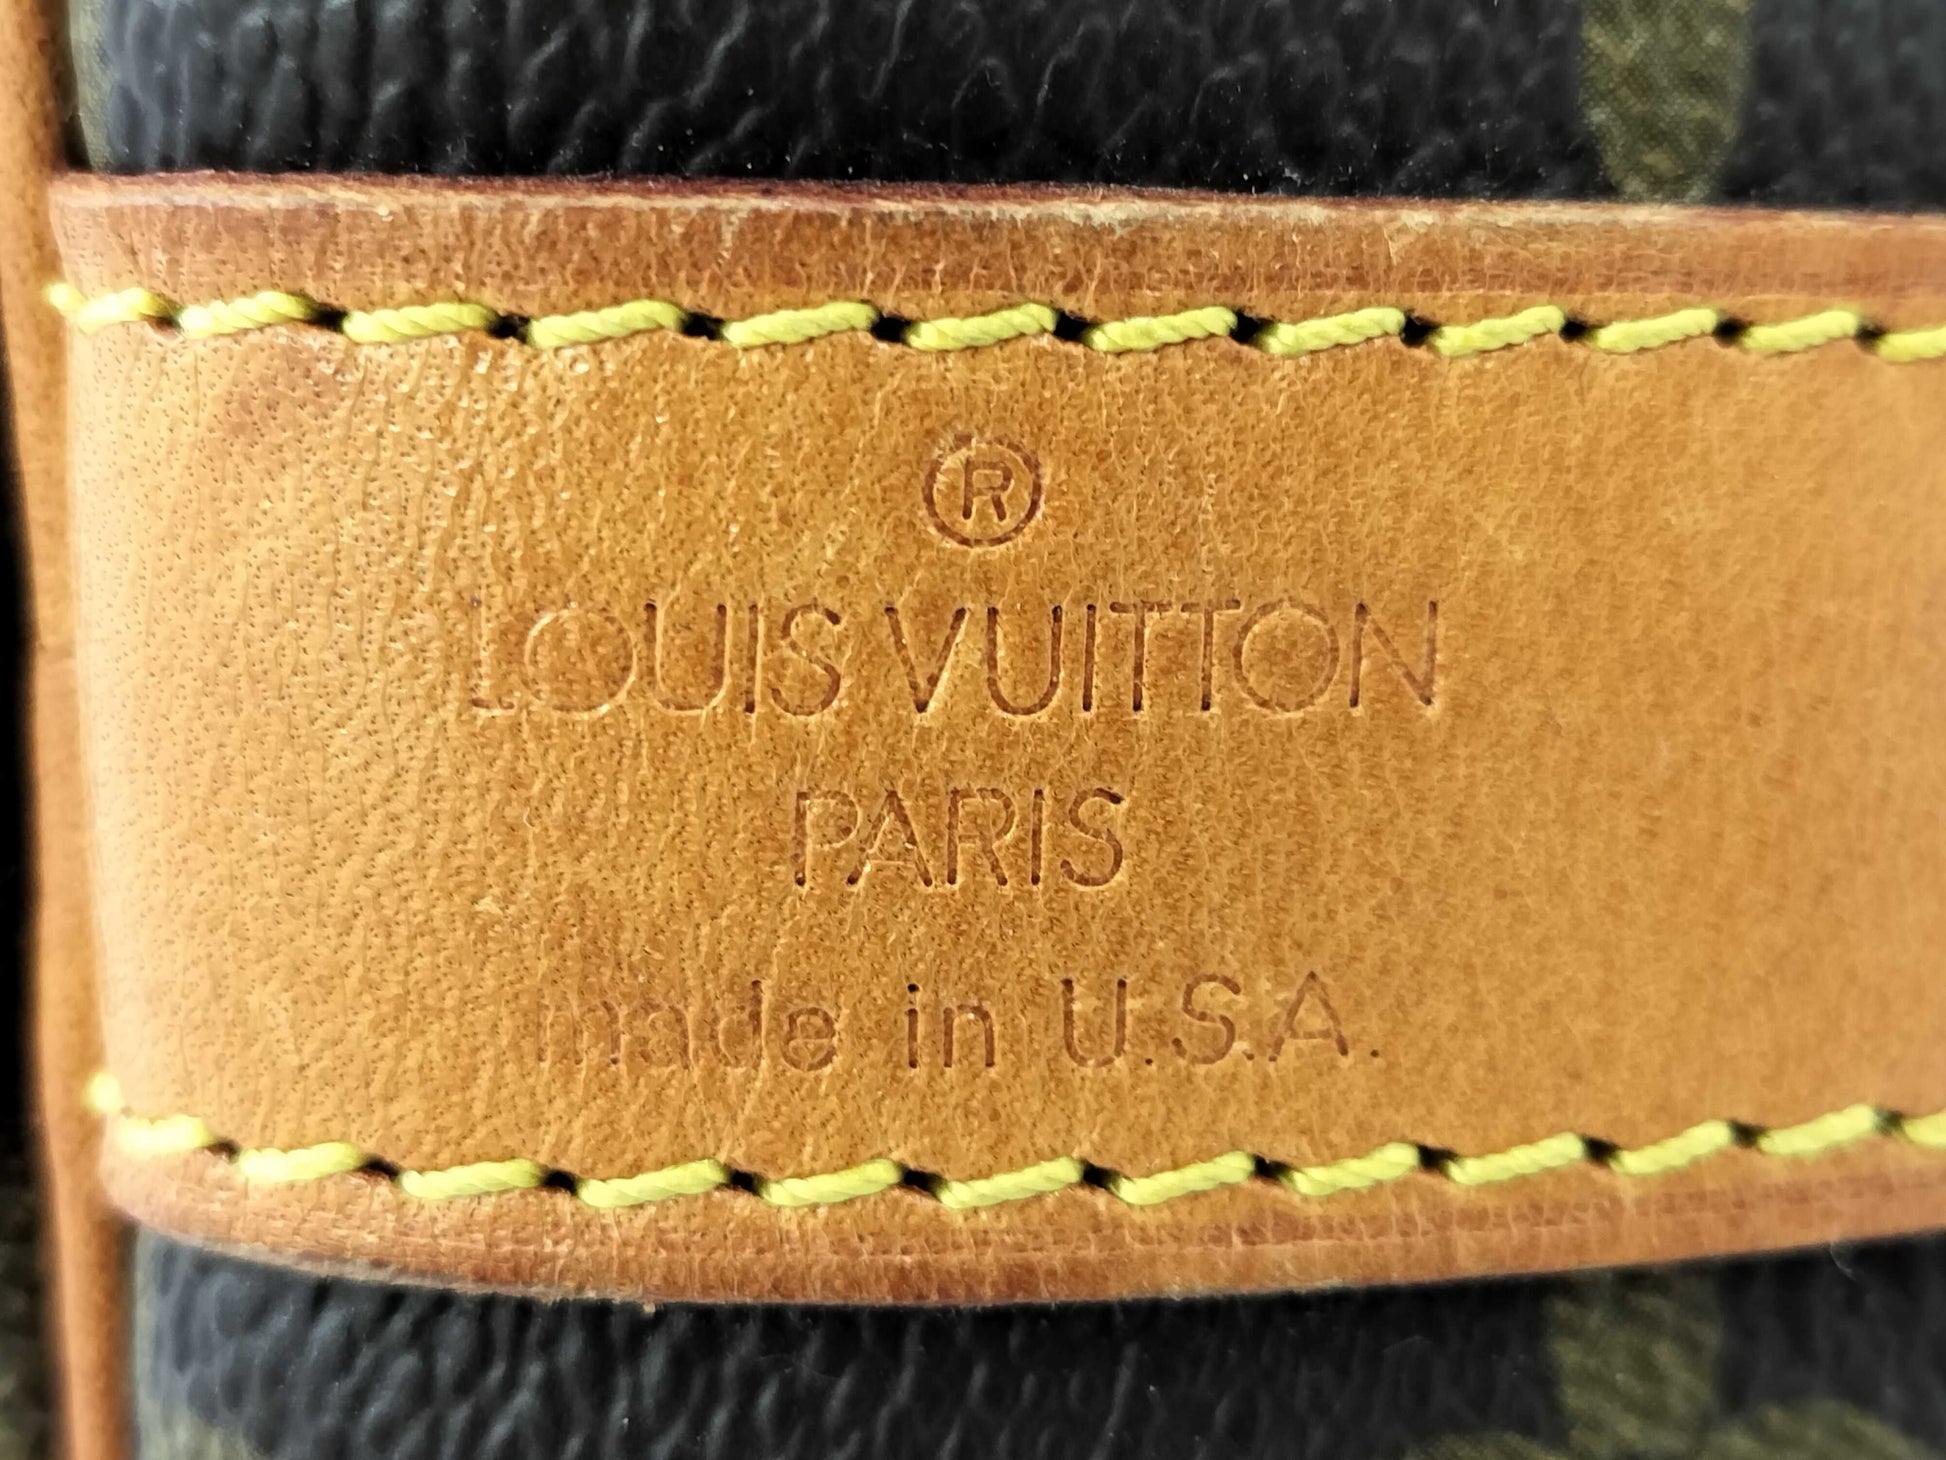 ®
LOUIS VUITTON
PARIS
made in U.S.A.